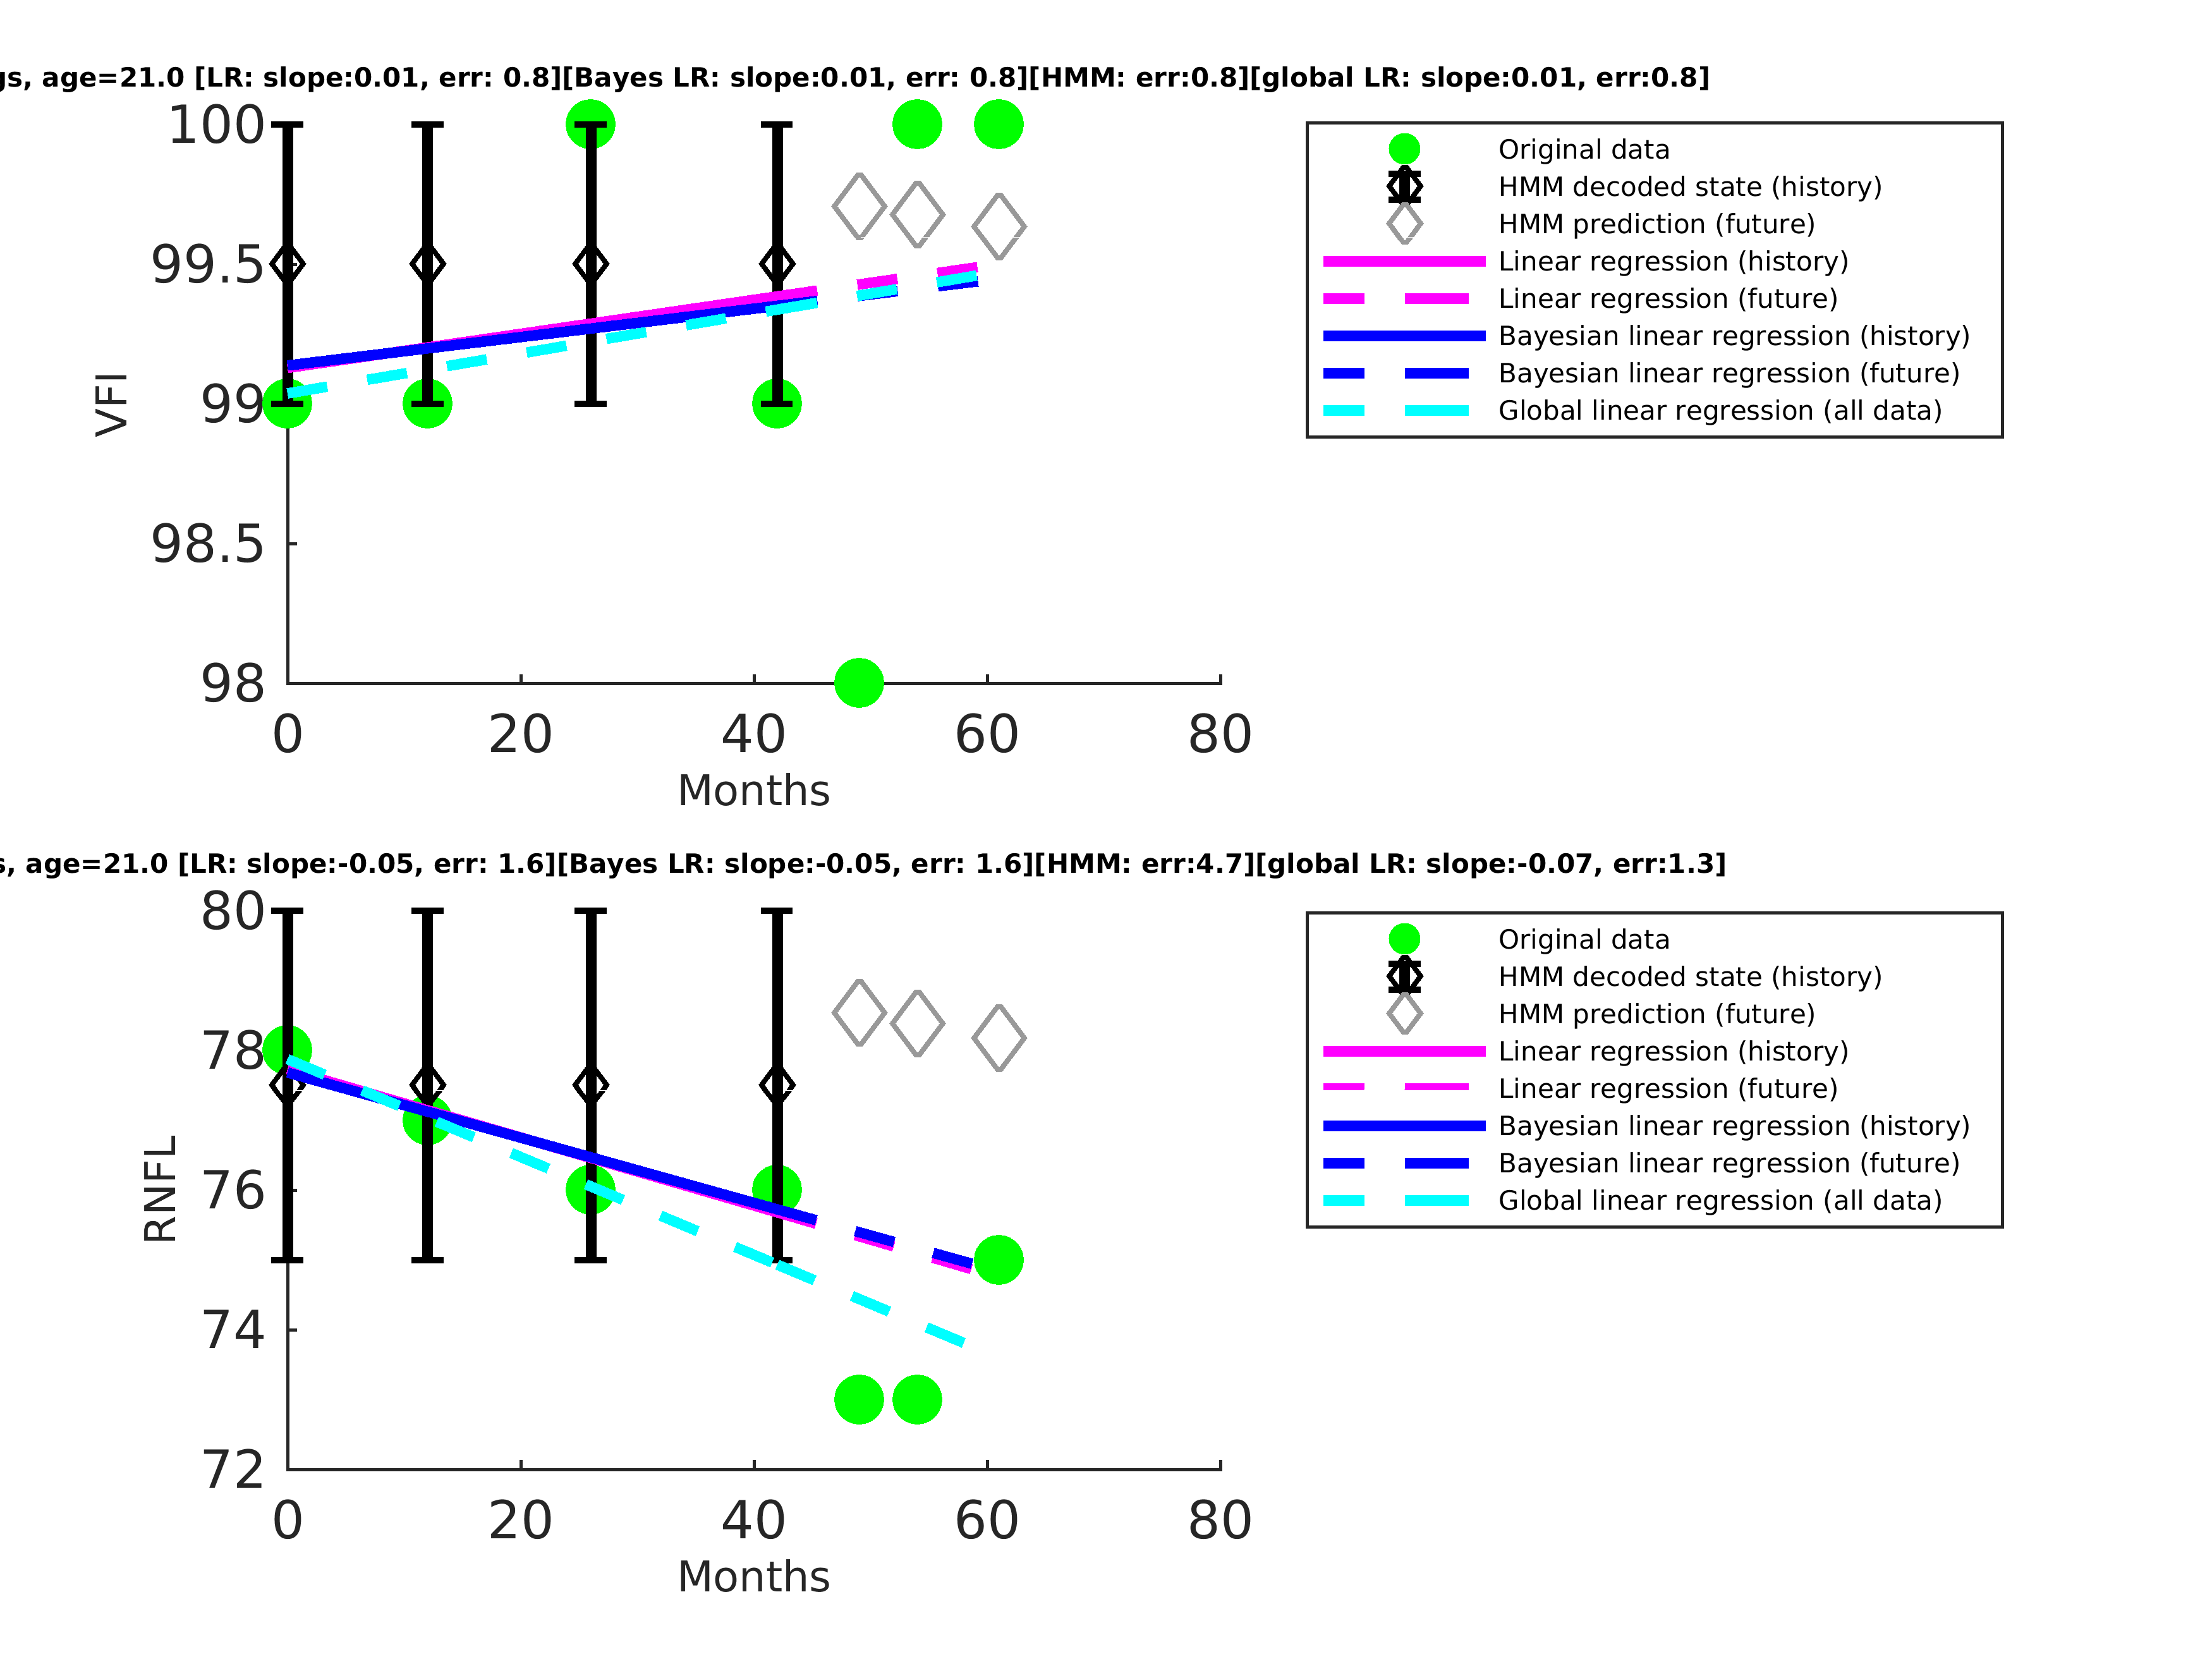 age=21.0 [LR: slope:0.01, err: 0.8][Bayes LR: slope:0.01, err: 0.8][HMM: err:0.8][global LR: slope:0.01, err:0.8]
100
99.5
99
98.5
98
VFI
0 20 40 60 80
Months
Original data
HMM decoded state (history)
HMM prediction (future)
Linear regression (history)
Linear regression (future)
Bayesian linear regression (history)
Bayesian linear regression (future)
Global linear regression (all data)
age=21.0 [LR: slope:-0.05, err: 1.6][Bayes LR: slope:-0.05, err: 1.6][HMM: err:4.7][global LR: slope:-0.07, err:1.3]
80
78
76
74
72
RNFL
0 20 40 60 80
Months
Original data
HMM decoded state (history)
HMM prediction (future)
Linear regression (history)
Linear regression (future)
Bayesian linear regression (history)
Bayesian linear regression (future)
Global linear regression (all data)